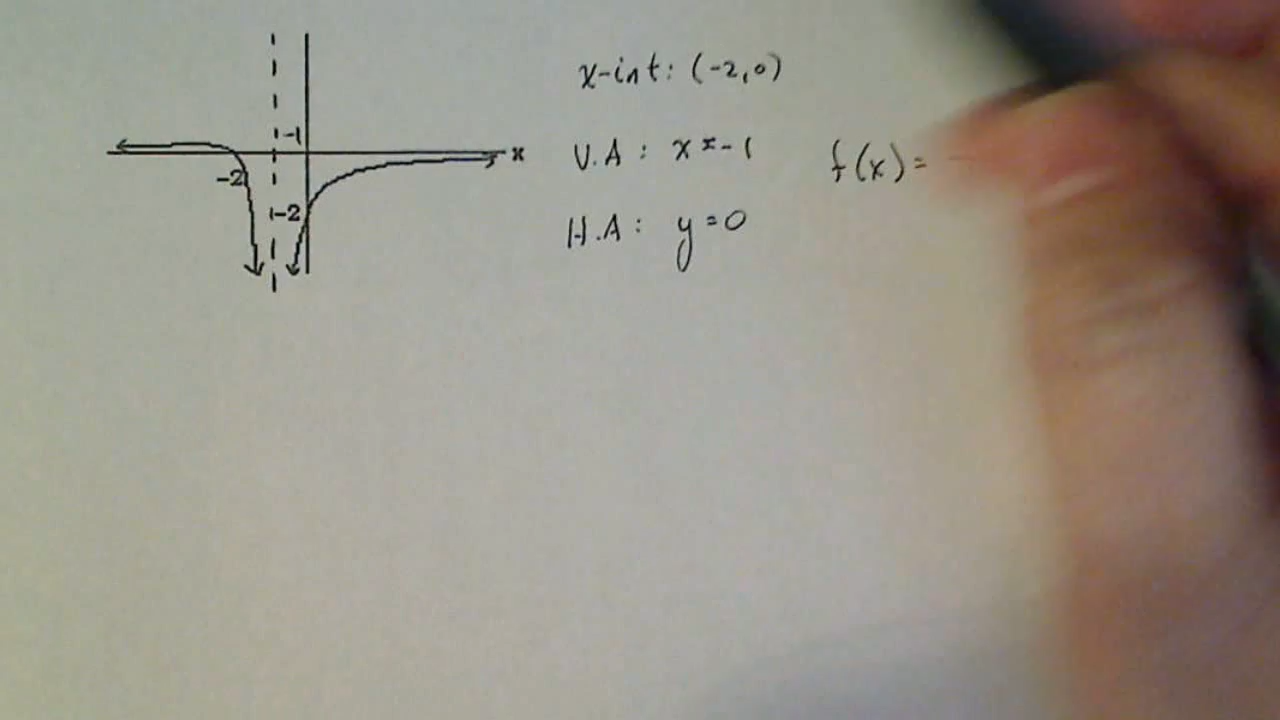 x-int: (-2,0)
-1
x
V.A: x=-1
f(x)=
-2
-2
H.A: y=0